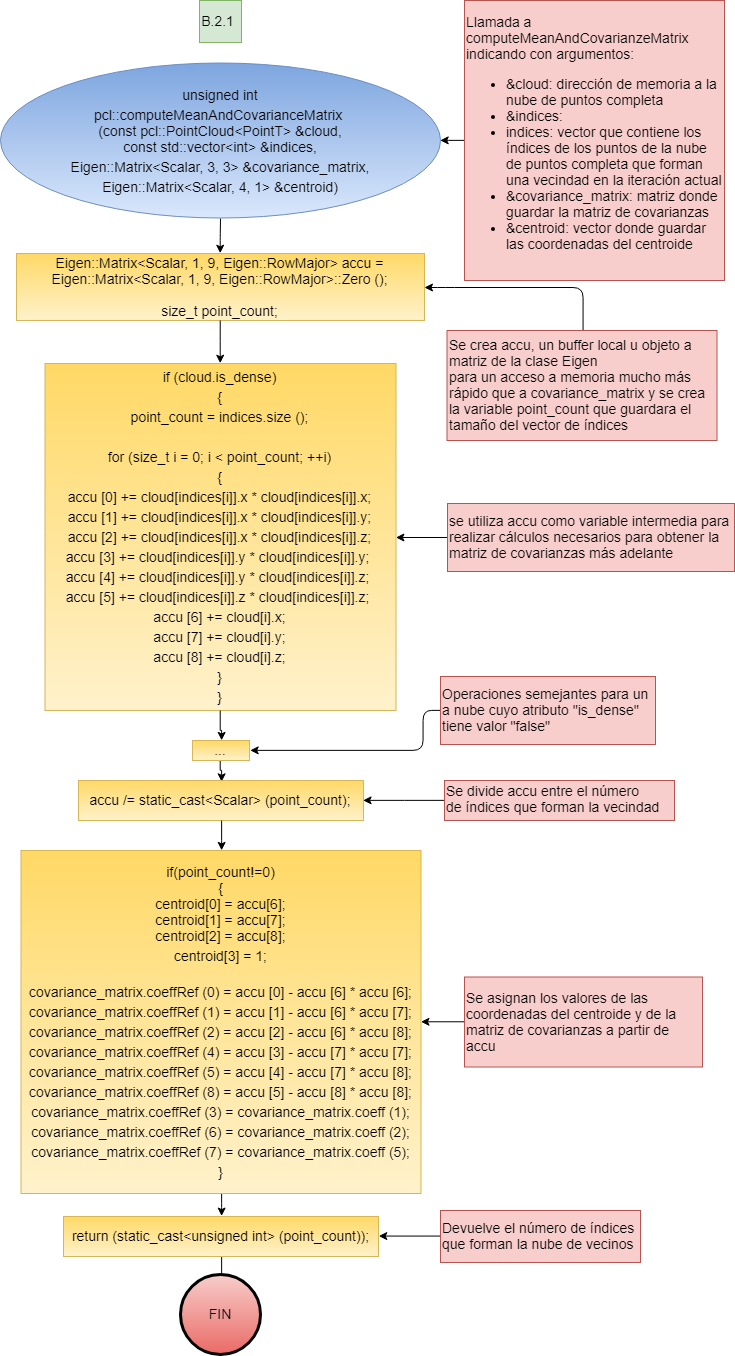 B.2.1
Llamada a
computeMeanAndCovarianzeMatrix
indicando con argumentos:
• &cloud: dirección de memoria a la
nube de puntos completa
• &indices:
• indices: vector que contiene los
índices de los puntos de la nube
de puntos completa que forman
una vecindad en la iteración actual
• &covariance_matrix: matriz donde
guardar la matriz de covarianzas
• &centroid: vector donde guardar
las coordenadas del centroide
unsigned int
pcl::computeMeanAndCovarianceMatrix
(const pcl::PointCloud<PointT> &cloud,
const std::vector<int> &indices,
Eigen::Matrix<Scalar, 3, 3> &covariance_matrix,
Eigen::Matrix<Scalar, 4, 1> &centroid)
Eigen::Matrix<Scalar, 1, 9, Eigen::RowMajor> accu =
Eigen::Matrix<Scalar, 1, 9, Eigen::RowMajor>::Zero ();
size_t point_count;
Se crea accu, un buffer local u objeto a
matriz de la clase Eigen
para un acceso a memoria mucho más
rápido que a covariance_matrix y se crea
la variable point_count que guardara el
tamaño del vector de índices
if (cloud.is_dense)
{
point_count = indices.size ();
for (size_t i = 0; i < point_count; ++i)
{
accu [0] += cloud[indices[i]].x * cloud[indices[i]].x;
accu [1] += cloud[indices[i]].x * cloud[indices[i]].y;
accu [2] += cloud[indices[i]].x * cloud[indices[i]].z;
accu [3] += cloud[indices[i]].y * cloud[indices[i]].y;
accu [4] += cloud[indices[i]].y * cloud[indices[i]].z;
accu [5] += cloud[indices[i]].z * cloud[indices[i]].z;
accu [6] += cloud[i].x;
accu [7] += cloud[i].y;
accu [8] += cloud[i].z;
}
}
se utiliza accu como variable intermedia para
realizar cálculos necesarios para obtener la
matriz de covarianzas más adelante
Operaciones semejantes para un
a nube cuyo atributo "is_dense"
tiene valor "false"
...
accu /= static_cast<Scalar> (point_count);
Se divide accu entre el número
de índices que forman la vecindad
if(point_count!=0)
{
centroid[0] = accu[6];
centroid[1] = accu[7];
centroid[2] = accu[8];
centroid[3] = 1;
covariance_matrix.coeffRef (0) = accu [0] - accu [6] * accu [6];
covariance_matrix.coeffRef (1) = accu [1] - accu [6] * accu [7];
covariance_matrix.coeffRef (2) = accu [2] - accu [6] * accu [8];
covariance_matrix.coeffRef (4) = accu [3] - accu [7] * accu [7];
covariance_matrix.coeffRef (5) = accu [4] - accu [7] * accu [8];
covariance_matrix.coeffRef (8) = accu [5] - accu [8] * accu [8];
covariance_matrix.coeffRef (3) = covariance_matrix.coeff (1);
covariance_matrix.coeffRef (6) = covariance_matrix.coeff (2);
covariance_matrix.coeffRef (7) = covariance_matrix.coeff (5);
}
Se asignan los valores de las
coordenadas del centroide y de la
matriz de covarianzas a partir de
accu
return (static_cast<unsigned int> (point_count));
Devuelve el número de índices
que forman la nube de vecinos
FIN